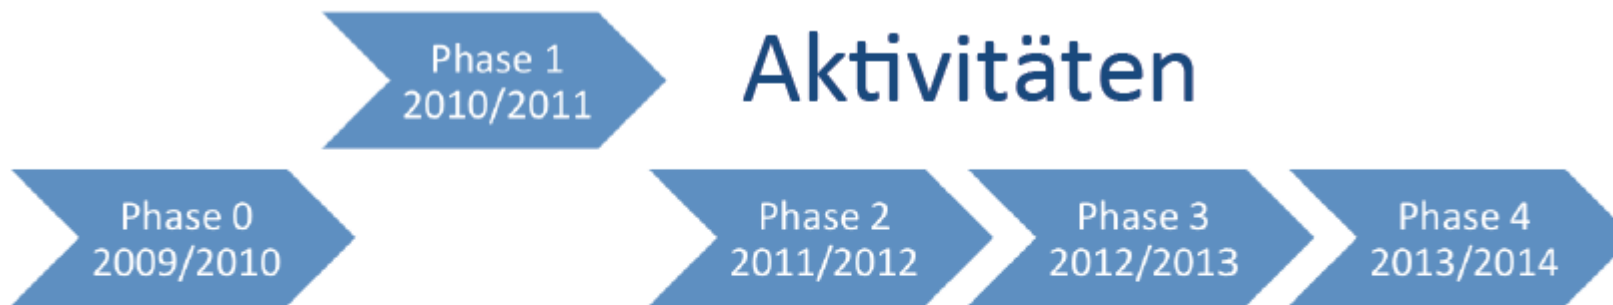 Phase 1
2010/2011
Aktivitäten
Phase 0
2009/2010
Phase 2
2011/2012
Phase 3
2012/2013
Phase 4
2013/2014